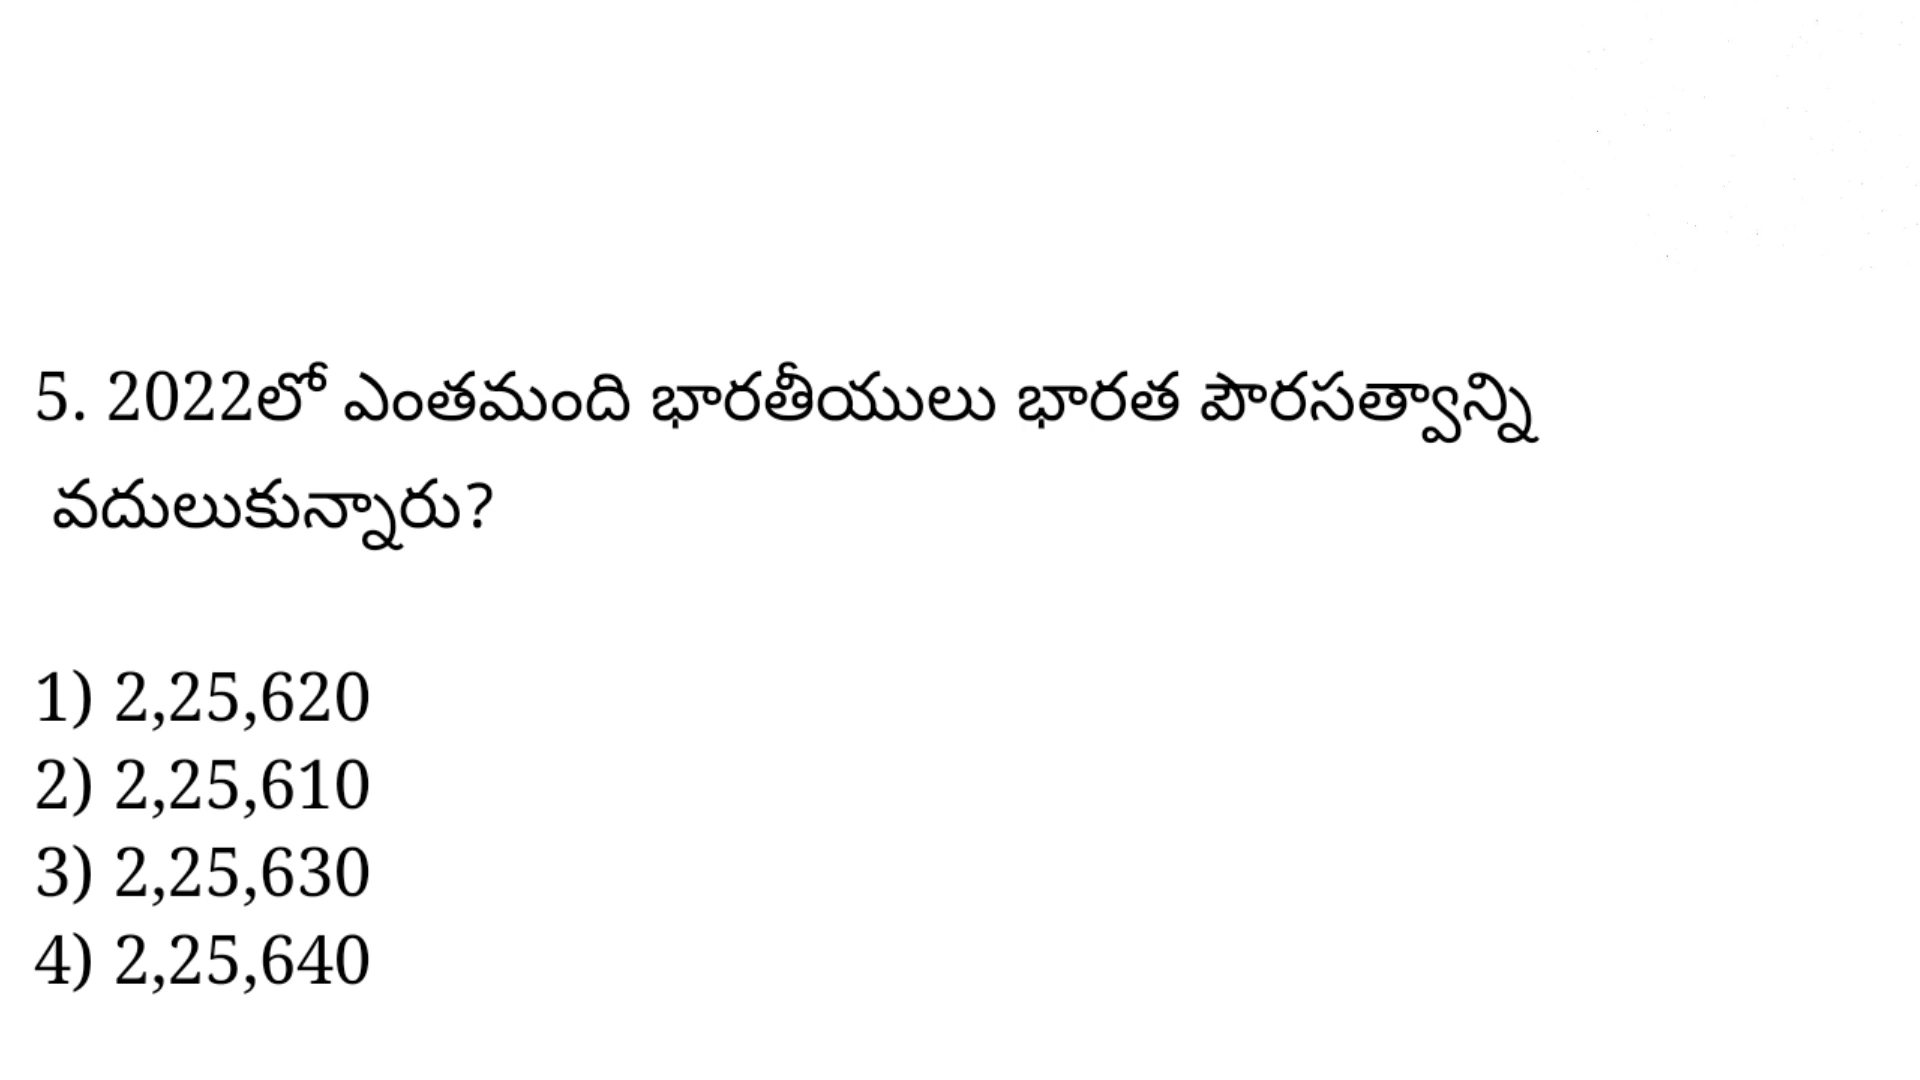 5. 2022లో ఎంతమంది భారతీయులు భారత పౌరసత్వాన్ని
వదులుకున్నారు?
1) 2,25,620
2) 2,25,610
3) 2,25,630
4) 2,25,640